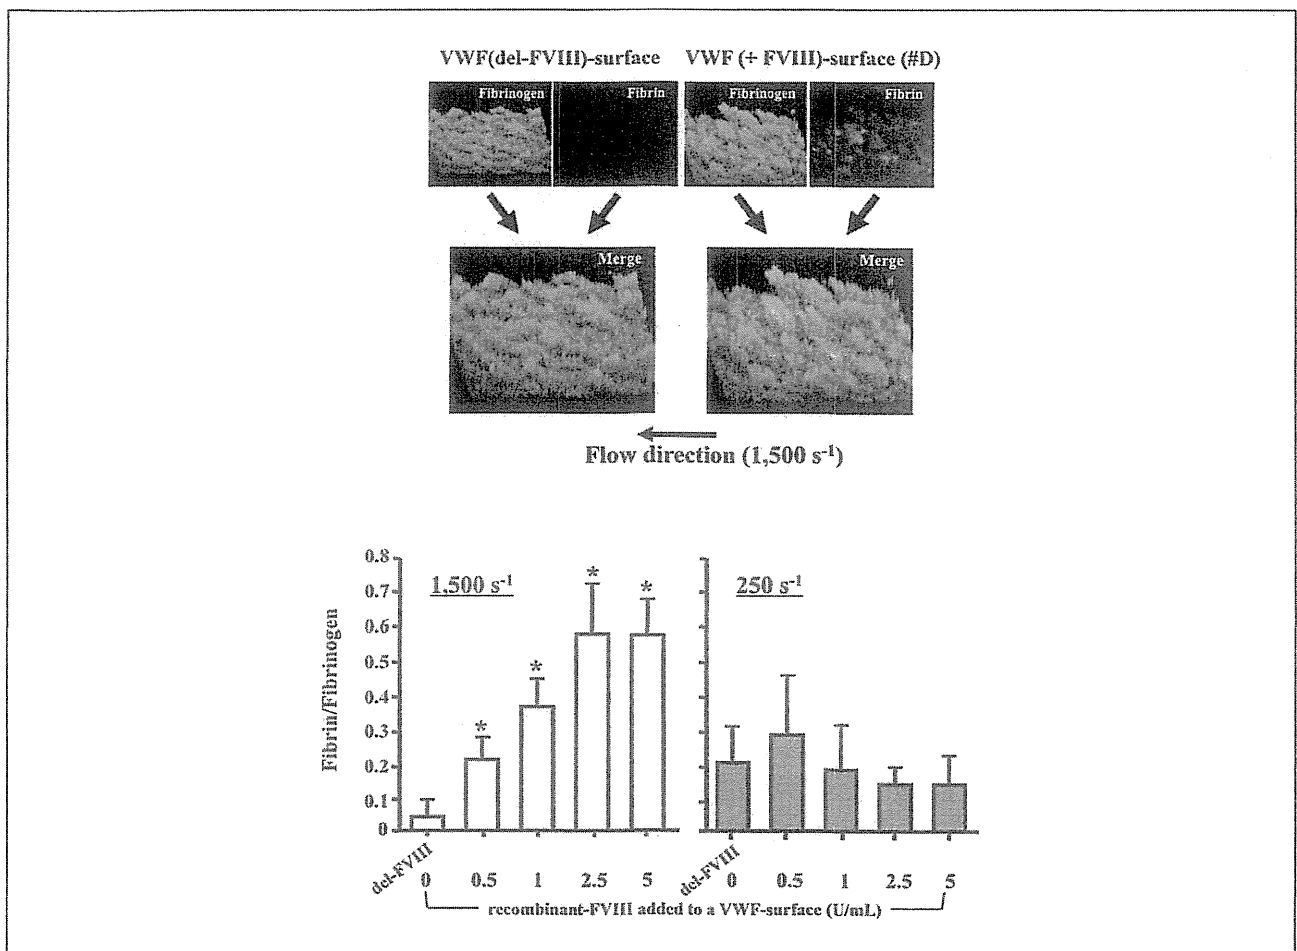 VWF(del-FVIII)-surface VWF (+ FVIII)-surface (#D)
Fibrinogen Fibrin Fibrinogen Fibrin
Merge Merge
Flow direction (1,500 s-1)
Fibrin/Fibrinogen
0.8
0.7
0.6
0.5
0.4
0.3
0.2
0.1
0
1,500 s-1 250 s-1
* * * *
del-FVIII del-FVIII
0 0.5 1 2.5 5 0 0.5 1 2.5 5
recombinant-FVIII added to a VWF-surface (U/mL)